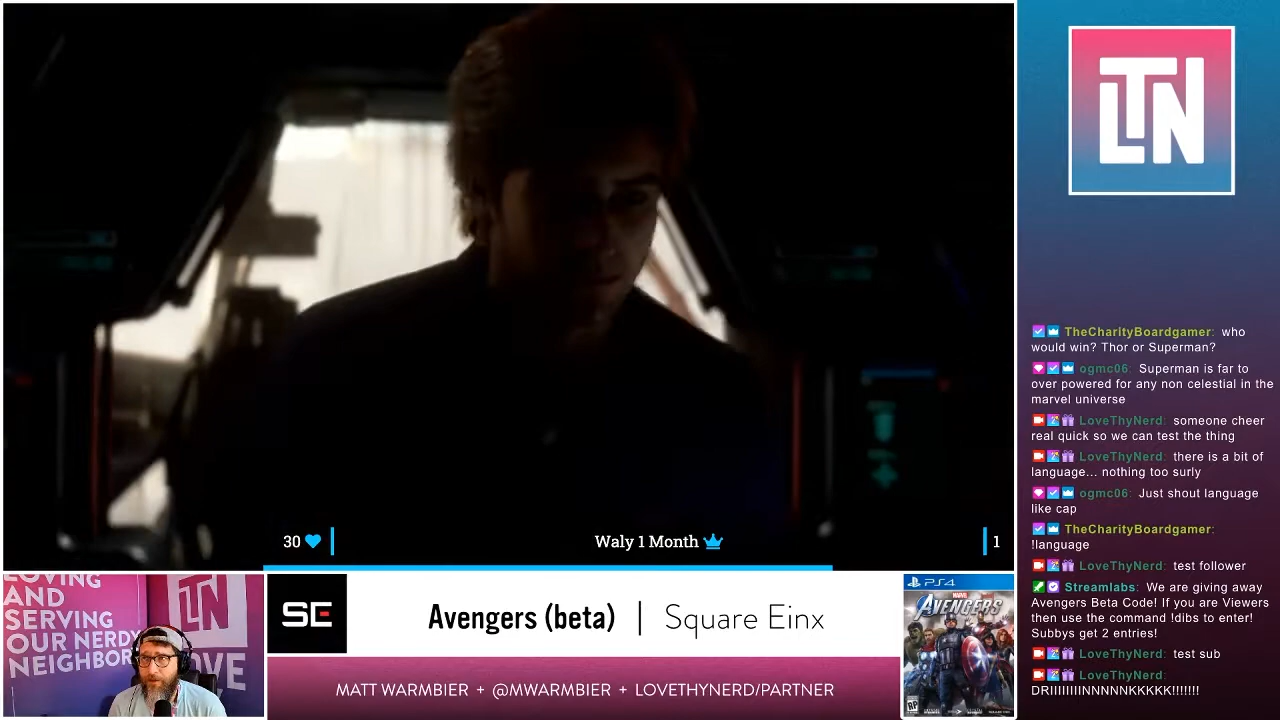 LTN
TheCharItyBoardgamer: who
would win? Thor or Superman?
ogmc06: Superman is far to
over powered for any non celestial in the
marvel universe
LoveThyNerd: someone cheer
real quick so we can test the thing
LoveThyNerd: there is a bit of
language... nothing too surly
ogmc06: Just shout language
like cap
TheCharItyBoardgamer:
!language
LoveThyNerd: test follower
Streamlabs: We are giving away
Avengers Beta Code! If you are Viewers
then use the command !dibs to enter!
Subbys get 2 entries!
LoveThyNerd: test sub
LoveThyNerd:
DRIIIIIIIINNNNNKKKKK!!!!!!!
30
Waly 1 Month
1
LOVING
AND
SERVING
OUR NERDY
NEIGHBOR
LTN
SE
Avengers (beta) | Square Einx
MATT WARMBIER + @MWARMBIER + LOVETHYNERD/PARTNER
PS4
MARVEL
AVENGERS